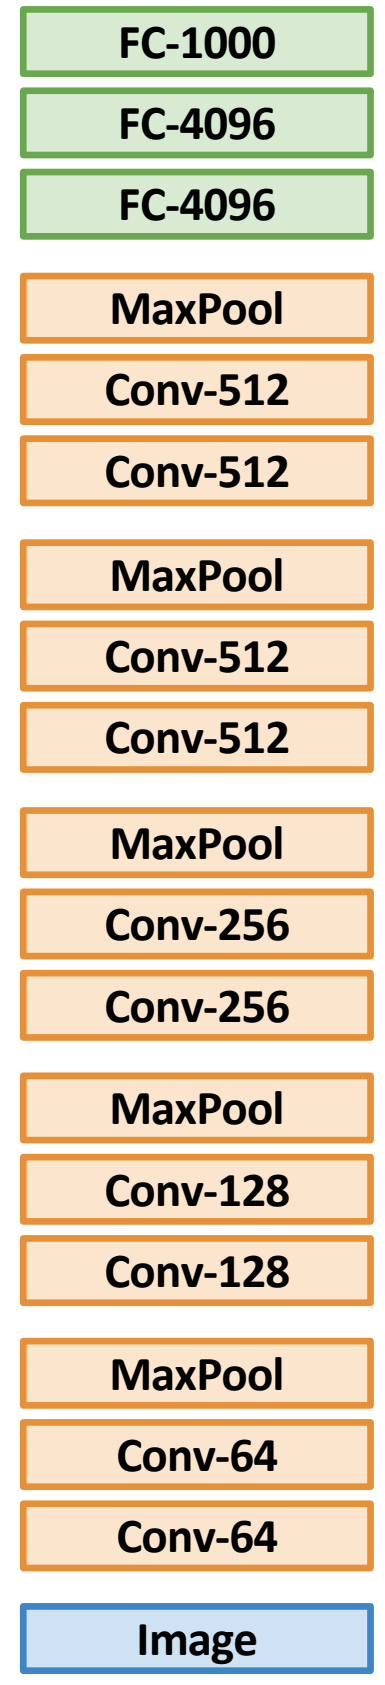 FC-1000
FC-4096
FC-4096
MaxPool
Conv-512
Conv-512
MaxPool
Conv-512
Conv-512
MaxPool
Conv-256
Conv-256
MaxPool
Conv-128
Conv-128
MaxPool
Conv-64
Conv-64
Image